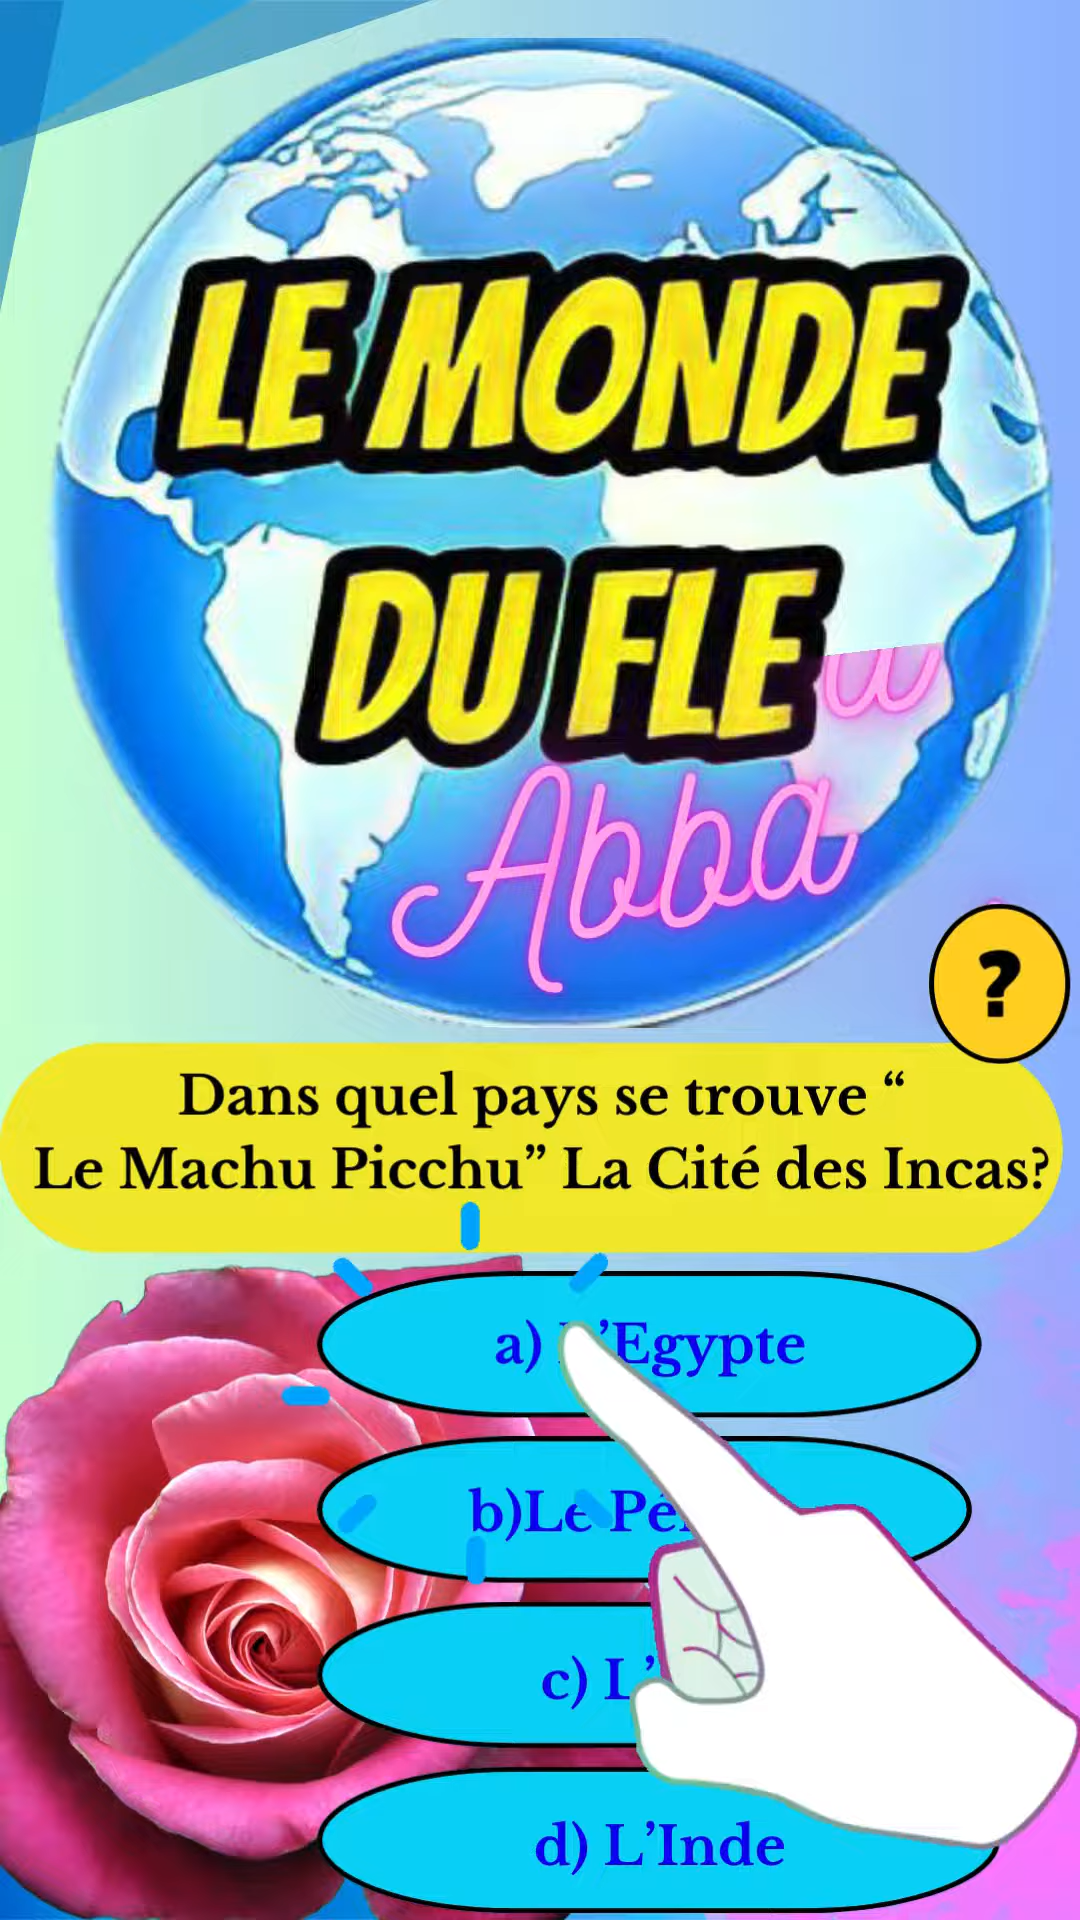 LE MONDE
DU FLE
a
Abba
?
Dans quel pays se trouve “
Le Machu Picchu” La Cité des Incas?
a) L’Egypte
b)Le
c) L’
d) L’Inde